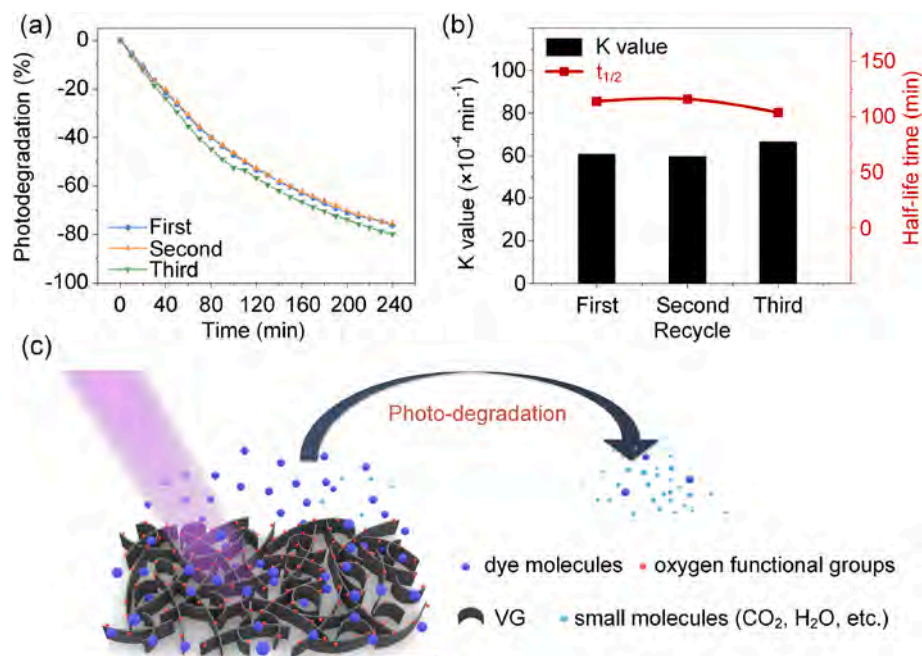 (a)
Photodegradation (%)
0
-20
-40
-60
-80
-100
First
Second
Third
0 40 80 120 160 200 240
Time (min)
(b)
K value (×10⁻⁴ min⁻¹)
100
80
60
40
20
0
K value
t₁/₂
150
100
50
0
Half-life time (min)
First Second Third
Recycle
(c)
Photo-degradation
dye molecules
oxygen functional groups
VG
small molecules (CO₂, H₂O, etc.)